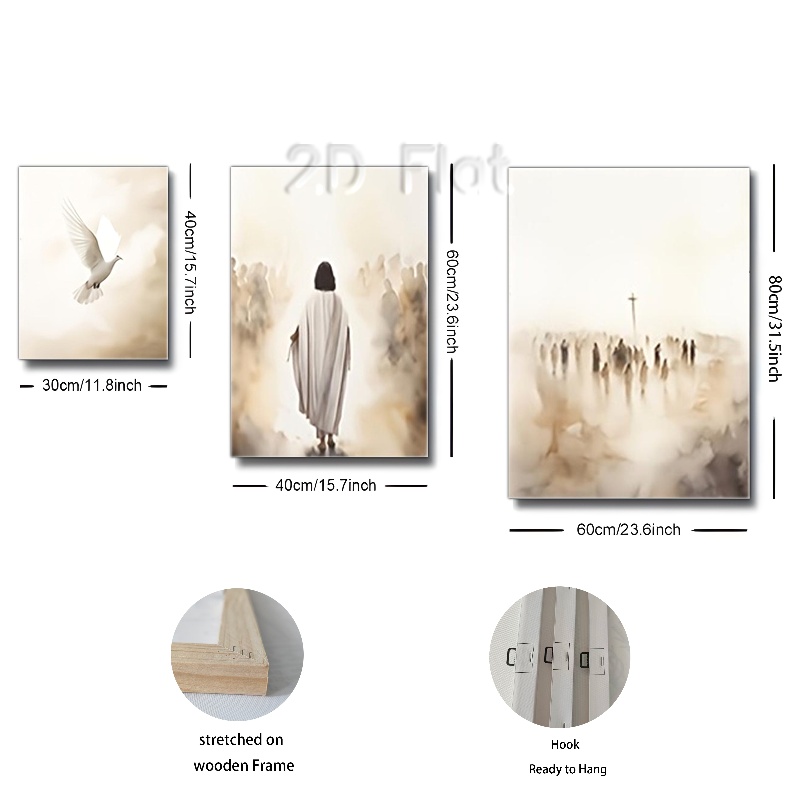 2D Flat
40cm/15.7inch
30cm/11.8inch
60cm/23.6inch
40cm/15.7inch
80cm/31.5inch
60cm/23.6inch
stretched on
wooden Frame
Hook
Ready to Hang